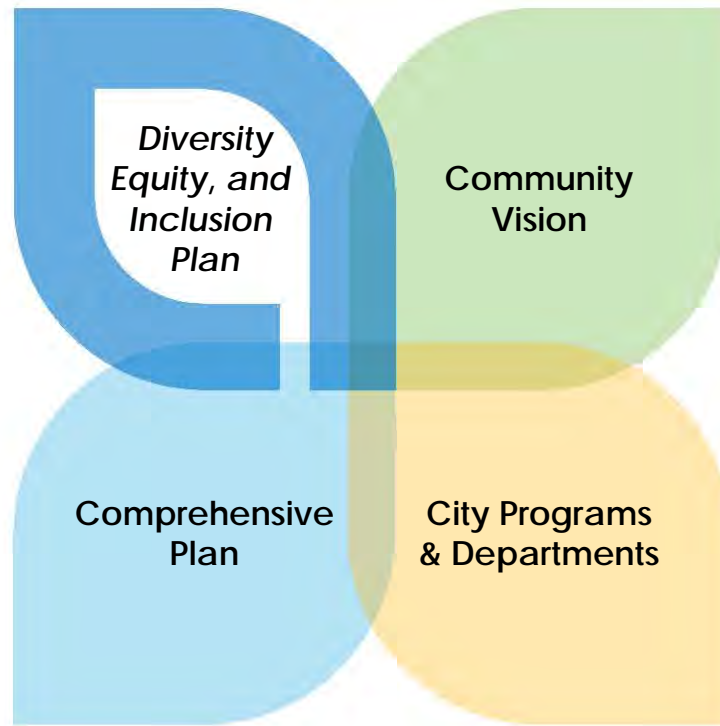 Diversity
Equity, and
Inclusion
Plan
Community
Vision
Comprehensive
Plan
City Programs
& Departments